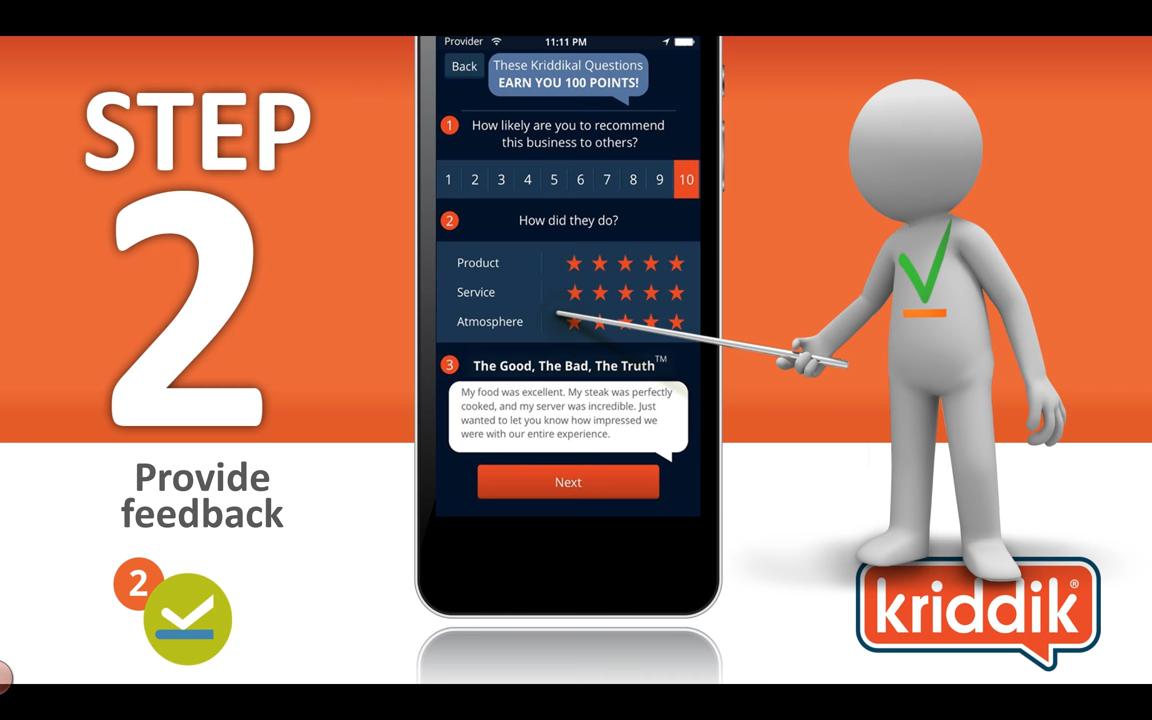 STEP
2
Provide
feedback
2
Provider
11:11 PM
Back
These Kriddikal Questions
EARN YOU 100 POINTS!
1
How likely are you to recommend
this business to others?
1 2 3 4 5 6 7 8 9 10
2
How did they do?
Product
Service
Atmosphere
3
The Good, The Bad, The Truth™
My food was excellent. My steak was perfectly
cooked, and my server was incredible. Just
wanted to let you know how impressed we
were with our entire experience.
Next
kriddik®